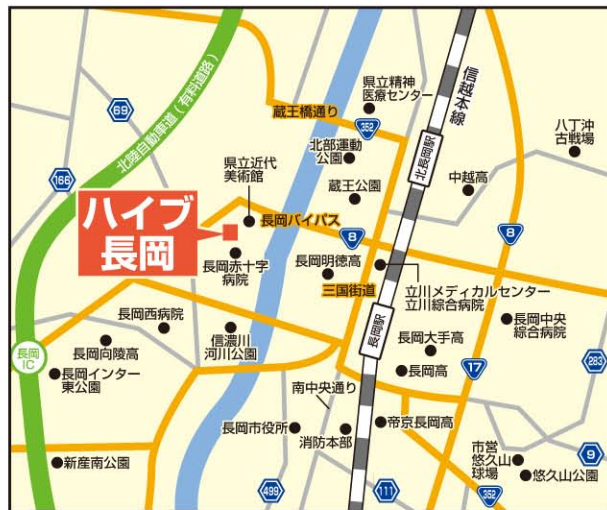 北陸自動車道(有料道路)
69
166
蔵王橋通り
県立精神
医療センター
352
信越本線
北部運動
公園
蔵王公園
北長岡駅
中越高
八丁沖
古戦場
県立近代
美術館
ハイブ
長岡
長岡バイパス
8
8
長岡赤十字
病院
長岡明徳高
三国街道
立川メディカルセンター
立川綜合病院
長岡西病院
長岡向陵高
長岡
IC
長岡インター
東公園
信濃川
河川公園
長岡駅
長岡大手高
長岡高
長岡中央
綜合病院
17
283
南中央通り
長岡市役所
消防本部
帝京長岡高
市営
悠久山
球場
9
悠久山公園
新産南公園
499
111
352